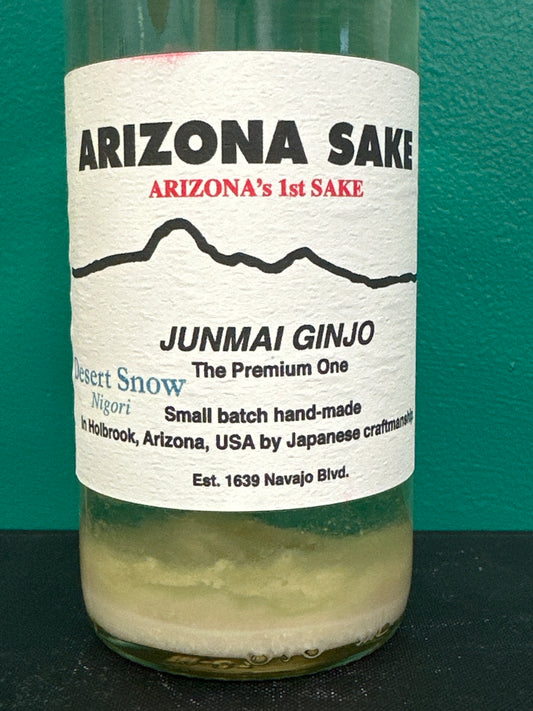 ARIZONA SAKE
ARIZONA's 1st SAKE
JUNMAI GINJO
The Premium One
Desert Snow
Nigori
Small batch hand-made
in Holbrook, Arizona, USA by Japanese craftmanship
Est. 1639 Navajo Blvd.